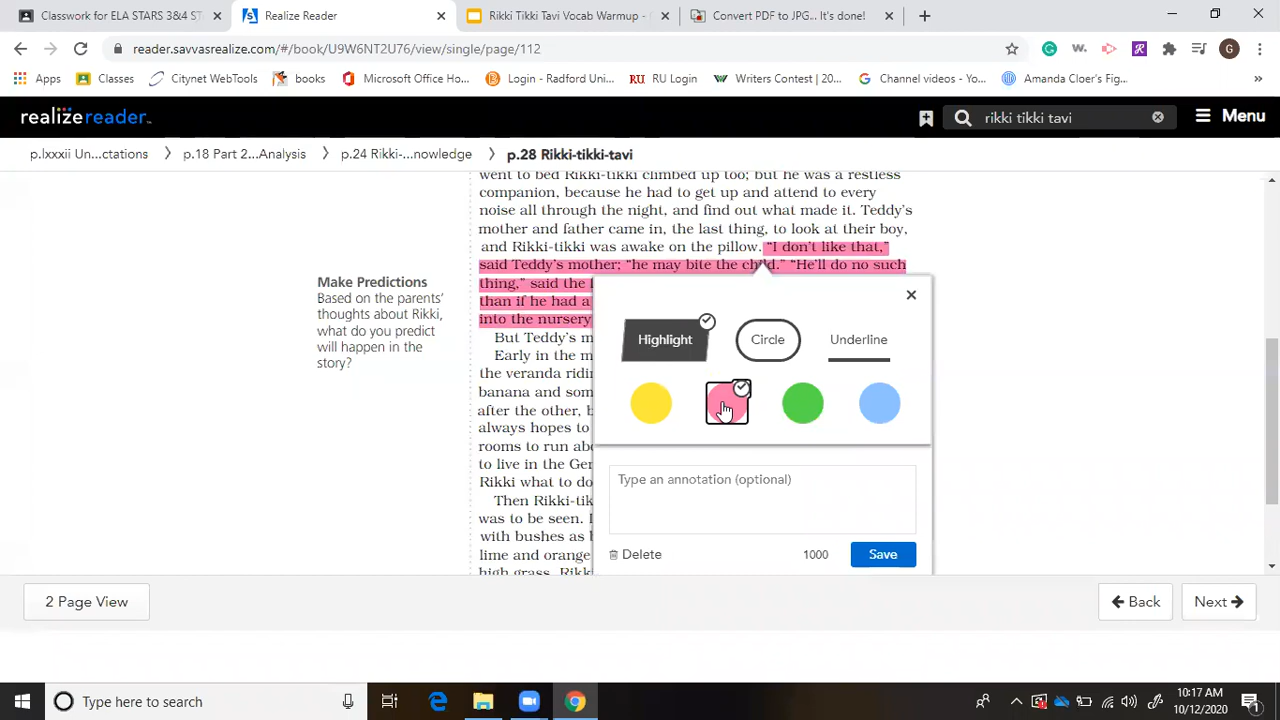 Classwork for ELA STARS 3&4 ST
Realize Reader
Rikki Tikki Tavi Vocab Warmup -
Convert PDF to JPG... It's done!
reader.savvasrealize.com/#/book/U9W6NT2U76/view/single/page/112
G
Apps
Classes
Citynet WebTools
books
Microsoft Office Ho...
Login - Radford Uni...
RU Login
Writers Contest | 20...
Channel videos - Yo...
Amanda Cloer's Fig...
realizereader™
rikki tikki tavi
Menu
p.lxxxii Un...ctations
p.18 Part 2...Analysis
p.24 Rikki-...nowledge
p.28 Rikki-tikki-tavi
went to bed Rikki-tikki climbed up too; but he was a restless
companion, because he had to get up and attend to every
noise all through the night, and find out what made it. Teddy's
mother and father came in, the last thing, to look at their boy,
and Rikki-tikki was awake on the pillow. "I don't like that,"
said Teddy's mother; "he may bite the child." "He'll do no such
thing," said the
than if he had a
into the nursery
But Teddy's m
Early in the m
the veranda ridi
banana and som
after the other, b
always hopes to
rooms to run abo
to live in the Gen
Rikki what to do
Then Rikki-tik
was to be seen. I
with bushes as b
lime and orange
high grass. Rikk
Make Predictions
Based on the parents'
thoughts about Rikki,
what do you predict
will happen in the
story?
Highlight
Circle
Underline
Type an annotation (optional)
Delete
1000
Save
2 Page View
Back
Next
Type here to search
10:17 AM
10/12/2020